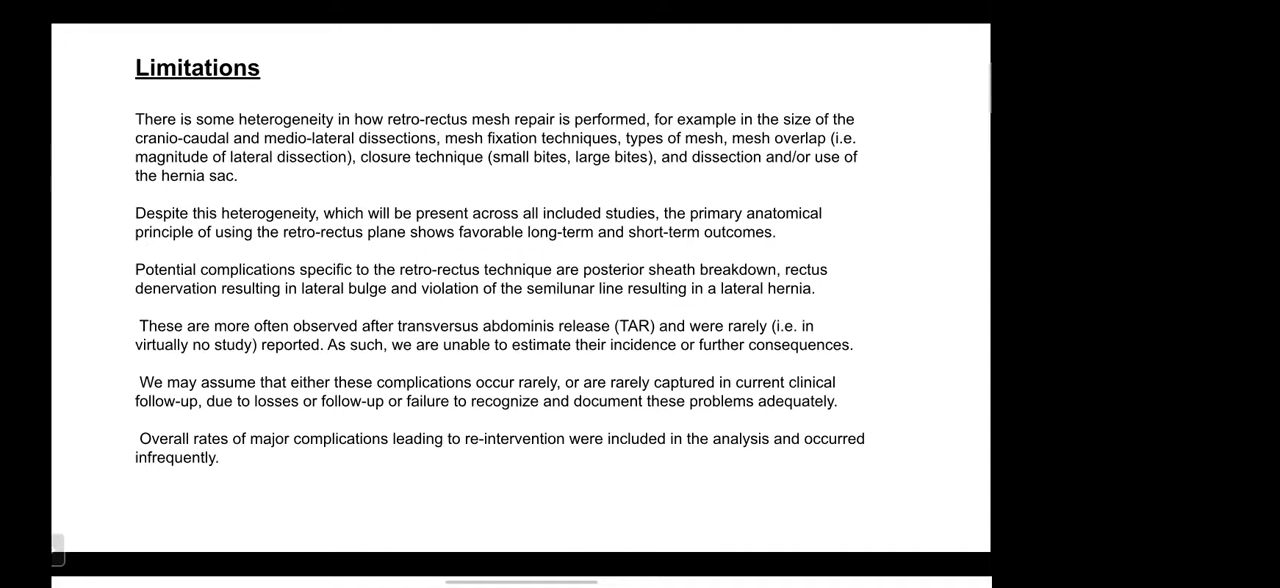 Limitations
There is some heterogeneity in how retro-rectus mesh repair is performed, for example in the size of the
cranio-caudal and medio-lateral dissections, mesh fixation techniques, types of mesh, mesh overlap (i.e.
magnitude of lateral dissection), closure technique (small bites, large bites), and dissection and/or use of
the hernia sac.
Despite this heterogeneity, which will be present across all included studies, the primary anatomical
principle of using the retro-rectus plane shows favorable long-term and short-term outcomes.
Potential complications specific to the retro-rectus technique are posterior sheath breakdown, rectus
denervation resulting in lateral bulge and violation of the semilunar line resulting in a lateral hernia.
These are more often observed after transversus abdominis release (TAR) and were rarely (i.e. in
virtually no study) reported. As such, we are unable to estimate their incidence or further consequences.
We may assume that either these complications occur rarely, or are rarely captured in current clinical
follow-up, due to losses or follow-up or failure to recognize and document these problems adequately.
Overall rates of major complications leading to re-intervention were included in the analysis and occurred
infrequently.